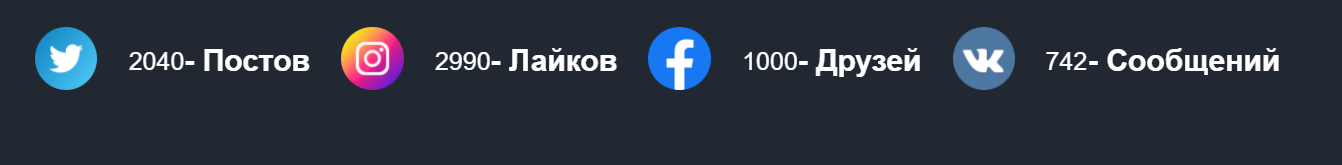 2040- Постов 2990- Лайков 1000- Друзей 742- Сообщений